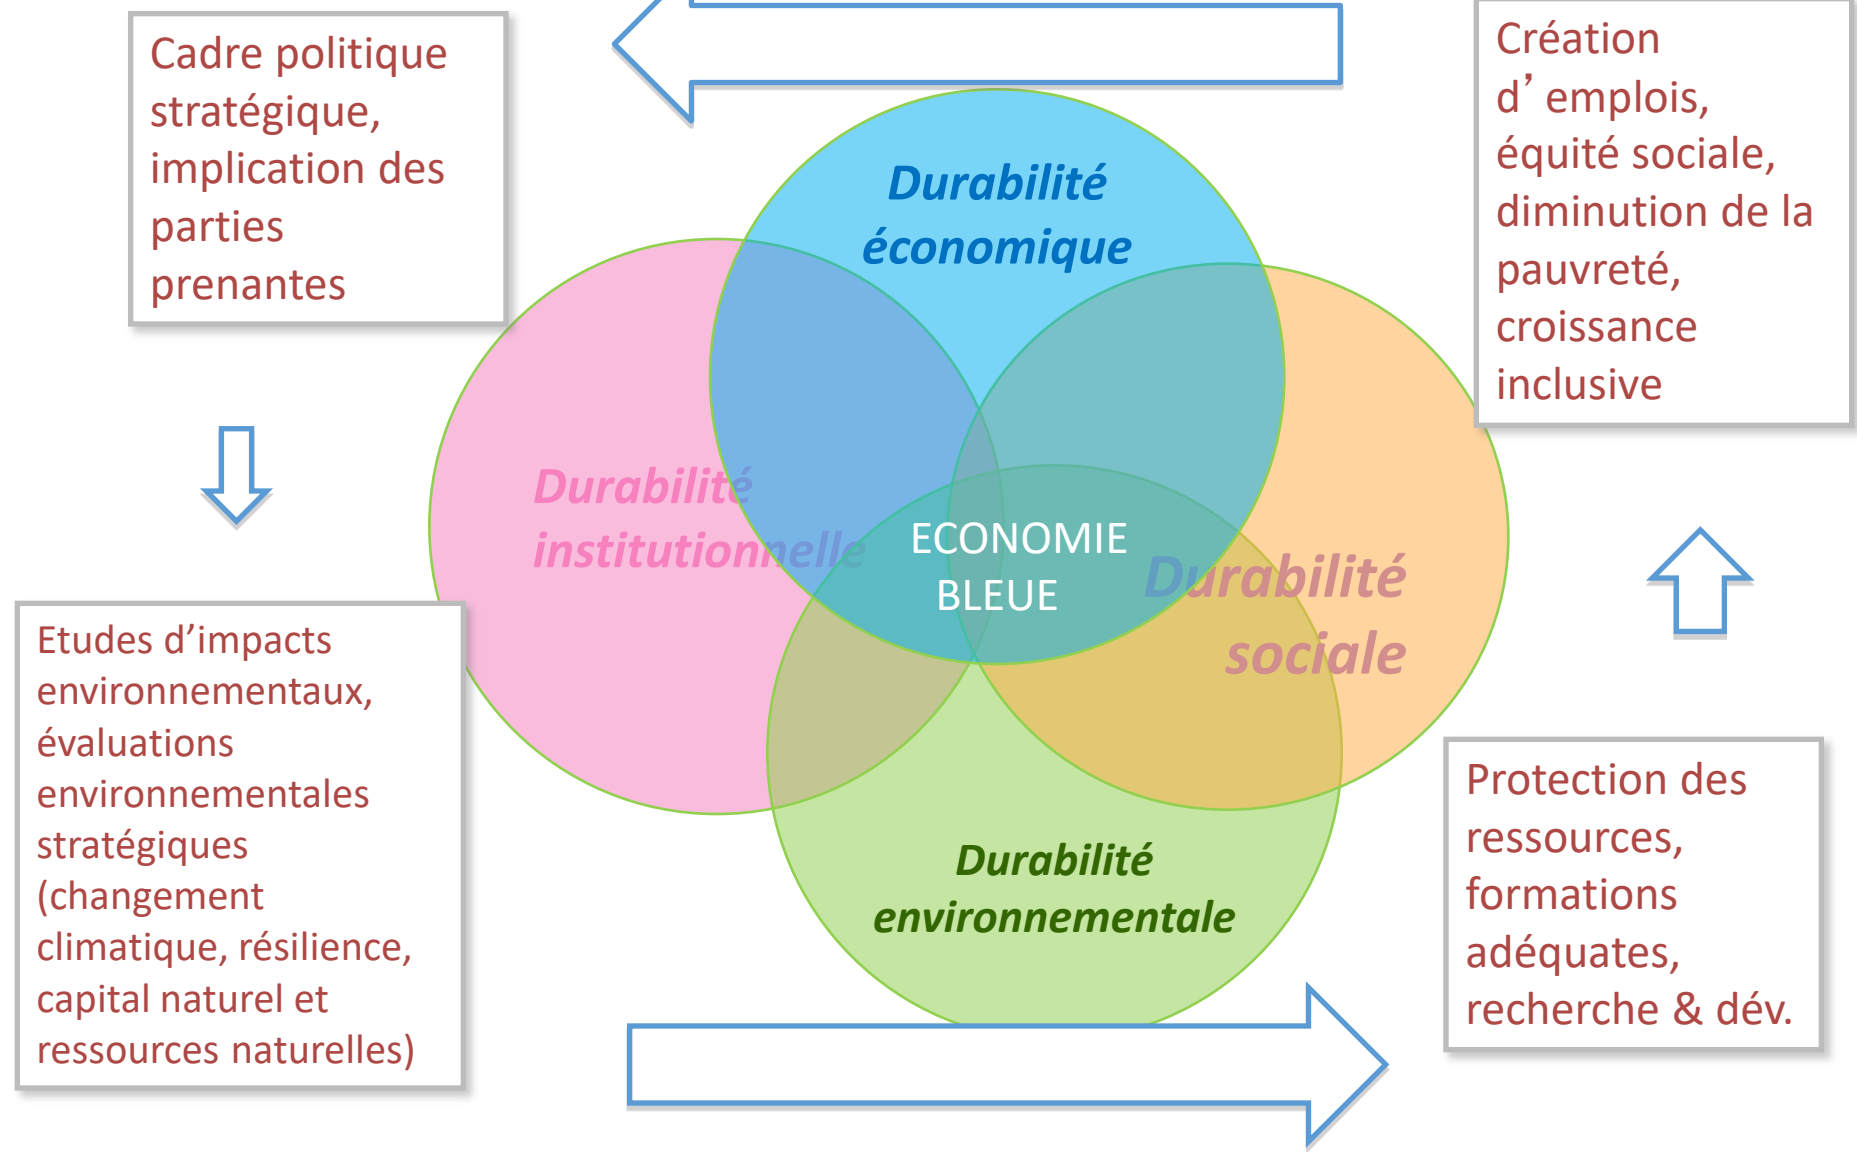 Cadre politique
stratégique,
implication des
parties
prenantes
Création
d’ emplois,
équité sociale,
diminution de la
pauvreté,
croissance
inclusive
Durabilité
économique
Durabilité
institutionnelle
ECONOMIE
BLEUE
Durabilité
sociale
Durabilité
environnementale
Etudes d’impacts
environnementaux,
évaluations
environnementales
stratégiques
(changement
climatique, résilience,
capital naturel et
ressources naturelles)
Protection des
ressources,
formations
adéquates,
recherche & dév.